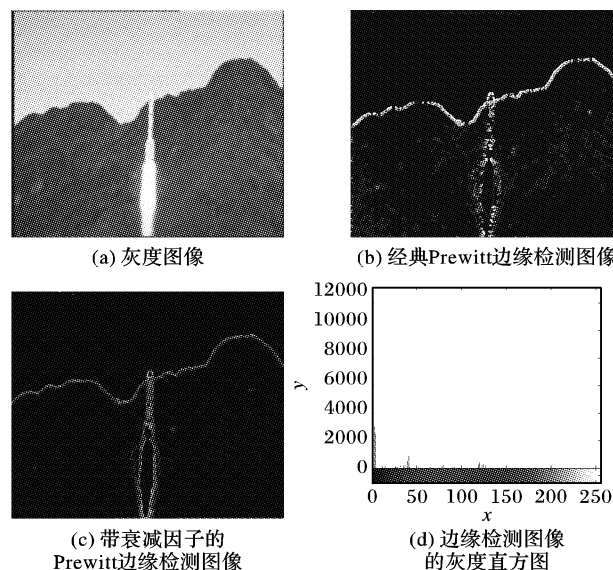 (a) 灰度图像
(b) 经典Prewitt边缘检测图像
12000
10000
8000
6000
4000
2000
0
y
0 50 100 150 200 250
x
(c) 带衰减因子的
Prewitt边缘检测图像
(d) 边缘检测图像
的灰度直方图